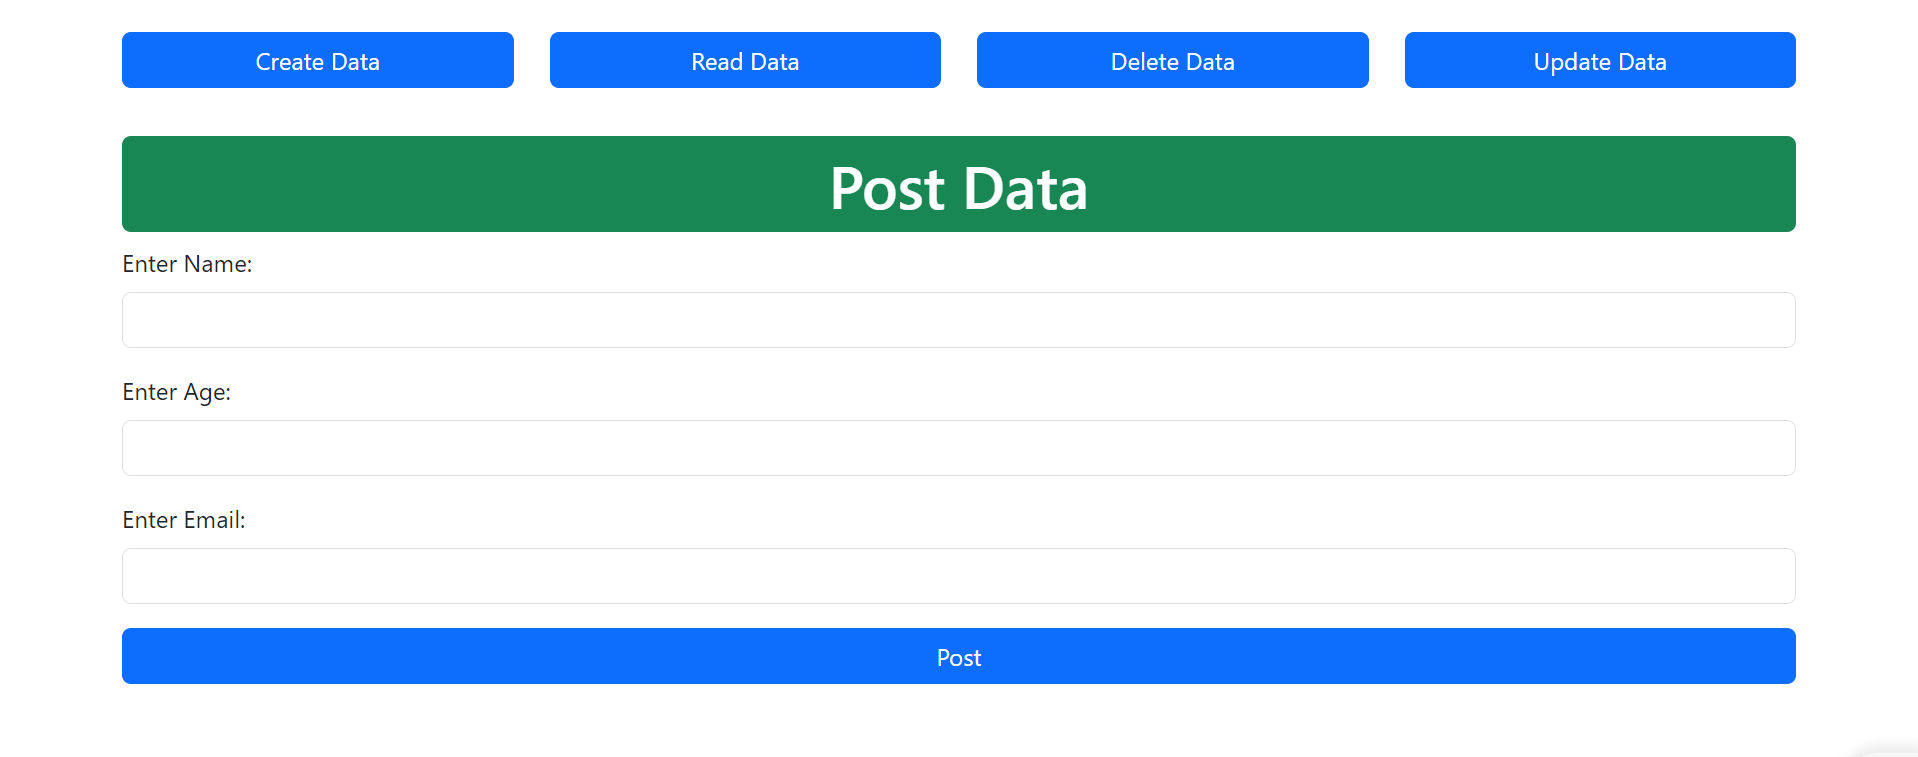 Create Data
Read Data
Delete Data
Update Data
Post Data
Enter Name:
Enter Age:
Enter Email:
Post